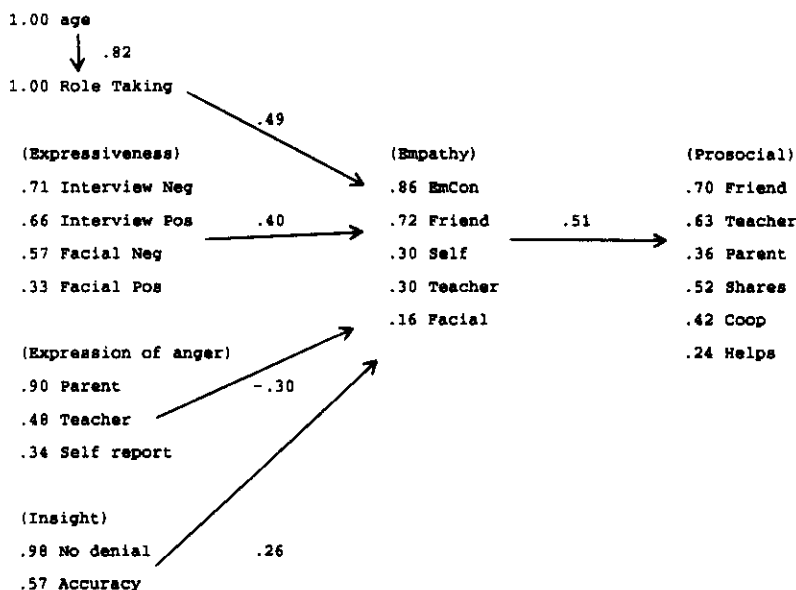 1.00 age
.82
1.00 Role Taking
.49
(Expressiveness) (Empathy) (Prosocial)
.71 Interview Neg .86 EmCon .70 Friend
.66 Interview Pos .40 .72 Friend .51 .63 Teacher
.57 Facial Neg .30 Self .36 Parent
.33 Facial Pos .30 Teacher .52 Shares
.16 Facial .42 Coop
(Expression of anger) .24 Helps
.90 Parent -.30
.48 Teacher
.34 Self report
(Insight)
.98 No denial .26
.57 Accuracy